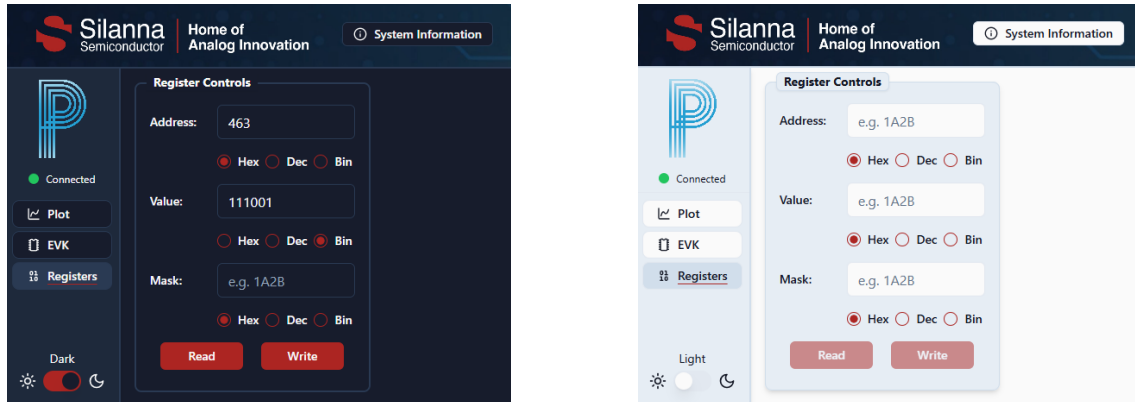 Silanna
Semiconductor
Home of
Analog Innovation
System Information
Connected
Plot
EVK
Registers
Dark
Register Controls
Address:
463
Hex Dec Bin
Value:
111001
Hex Dec Bin
Mask:
e.g. 1A2B
Hex Dec Bin
Read Write
Silanna
Semiconductor
Home of
Analog Innovation
System Information
Connected
Plot
EVK
Registers
Light
Register Controls
Address:
e.g. 1A2B
Hex Dec Bin
Value:
e.g. 1A2B
Hex Dec Bin
Mask:
e.g. 1A2B
Hex Dec Bin
Read Write